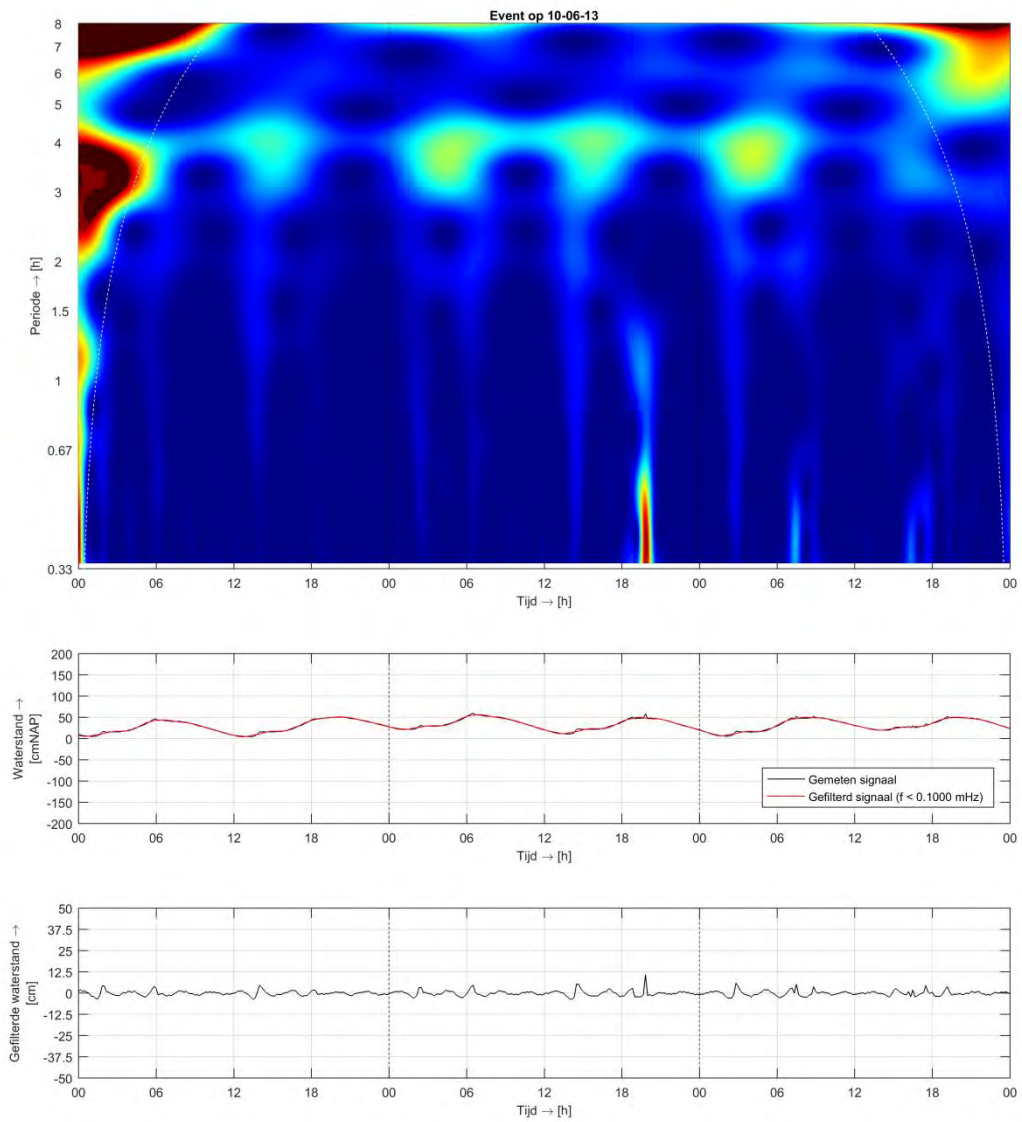 Event op 10-06-13
8
7
6
5
4
3
2
1.5
1
0.67
0.33
Periode → [h]
00 06 12 18 00 06 12 18 00 06 12 18 00
Tijd → [h]
200
150
100
50
0
-50
-100
-150
-200
Waterstand →
[cmNAP]
Gemeten signaal
Gefilterd signaal (f < 0.1000 mHz)
00 06 12 18 00 06 12 18 00 06 12 18 00
Tijd → [h]
50
37.5
25
12.5
0
-12.5
-25
-37.5
-50
Gefilterde waterstand →
[cm]
00 06 12 18 00 06 12 18 00 06 12 18 00
Tijd → [h]